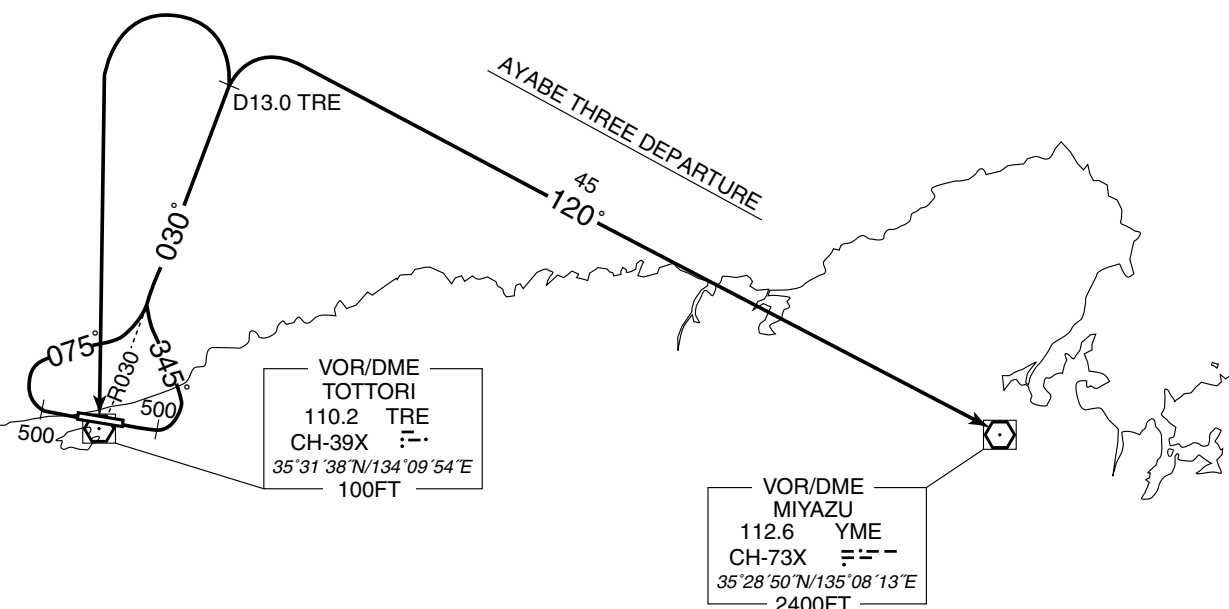 D13.0 TRE
AYABE THREE DEPARTURE
45
120°
030°
075°
345°
R030
500
500
VOR/DME
TOTTORI
110.2 TRE
CH-39X
35°31´38˝N/134°09´54˝E
100FT
VOR/DME
MIYAZU
112.6 YME
CH-73X
35°28´50˝N/135°08´13˝E
2400FT